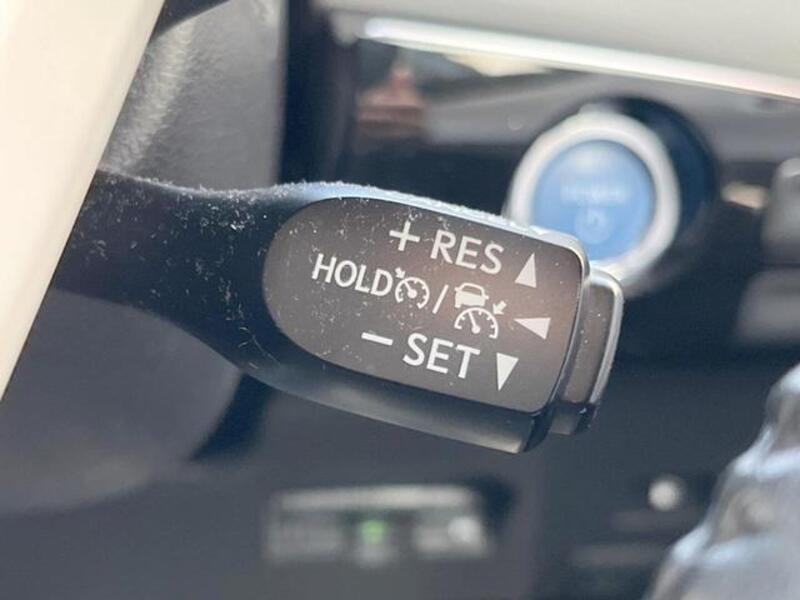 + RES ▲
HOLD / ◀
− SET ▼